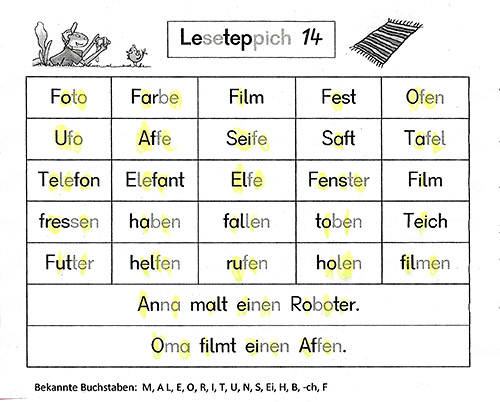 Leseteppich 14
Foto Farbe Film Fest Ofen
Ufo Affe Seife Saft Tafel
Telefon Elefant Elfe Fenster Film
fressen haben fallen toben Teich
Futter helfen rufen holen filmen
Anna malt einen Roboter.
Oma filmt einen Affen.
Bekannte Buchstaben: M, A L, E, O, R, I, T, U, N, S, Ei, H, B, -ch, F